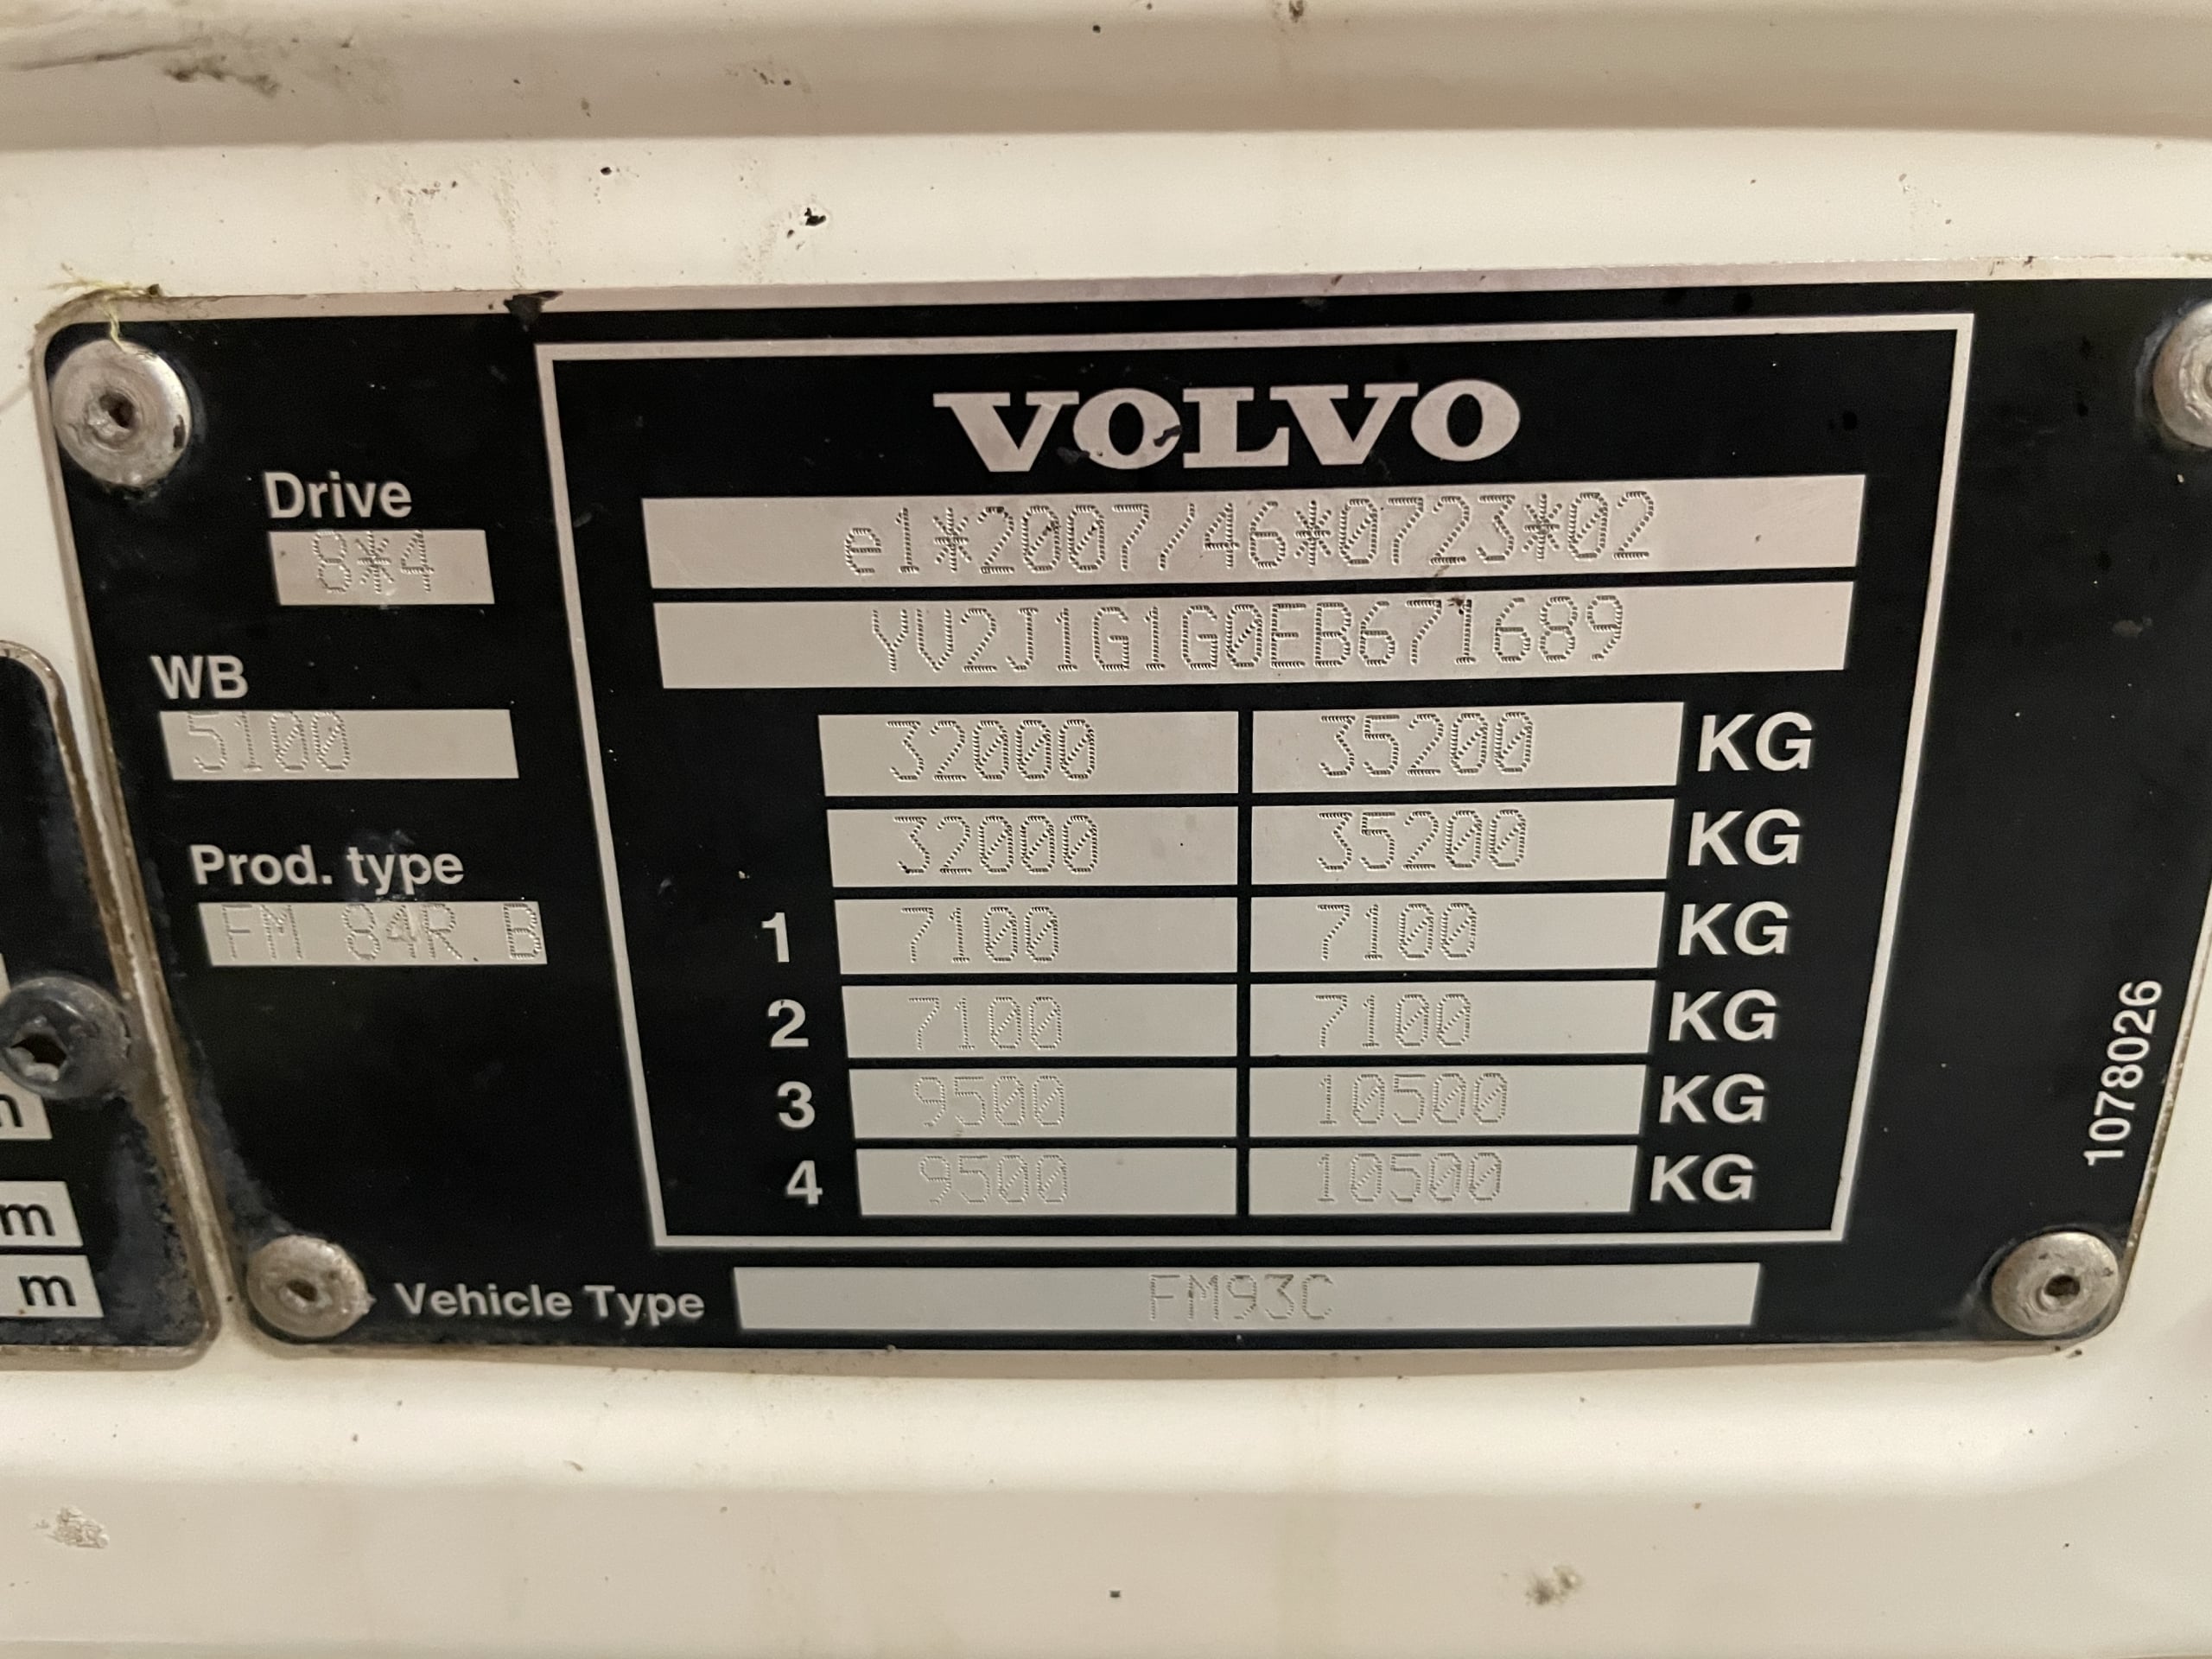 VOLVO
Drive
8*4
e1*2007/46*0723*02
YV2J1G1G0EB671689
WB
5100
32000 35200 KG
32000 35200 KG
Prod. type
FM 84R B
1 7100 7100 KG
2 7100 7100 KG
3 9500 10500 KG
4 9500 10500 KG
Vehicle Type FM93C
1078026
m
m